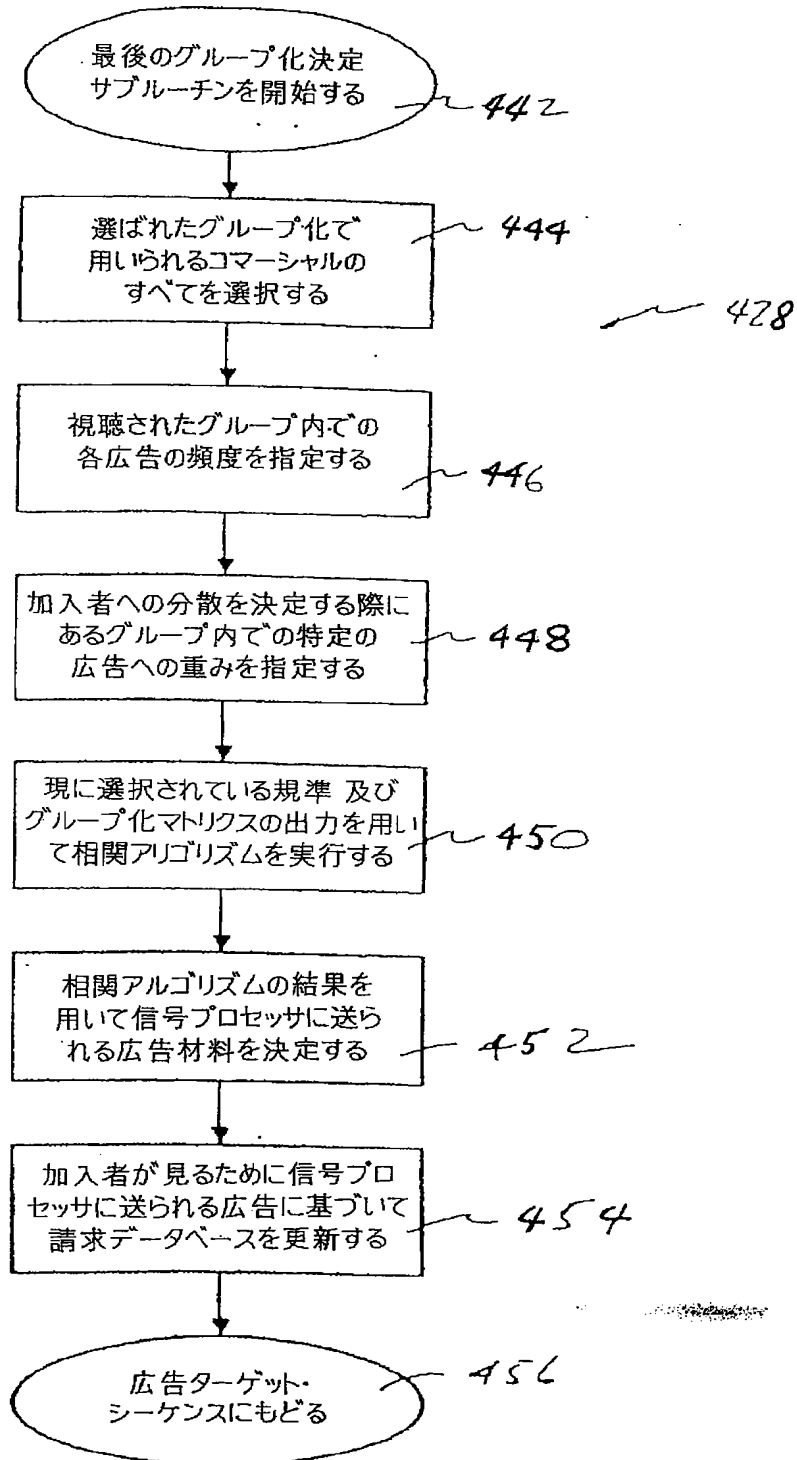 最後のグループ化決定
サブルーチンを開始する
442
選ばれたグループ化で
用いられるコマーシャルの
すべてを選択する
444
428
視聴されたグループ内での
各広告の頻度を指定する
446
加入者への分散を決定する際に
あるグループ内での特定の
広告への重みを指定する
448
現に選択されている規準 及び
グループ化マトリクスの出力を用い
て相関アリゴリズムを実行する
450
相関アルゴリズムの結果を
用いて信号プロセッサに送ら
れる広告材料を決定する
452
加入者が見るために信号プロ
セッサに送られる広告に基づいて
請求データベースを更新する
454
広告ターゲット・
シーケンスにもどる
456